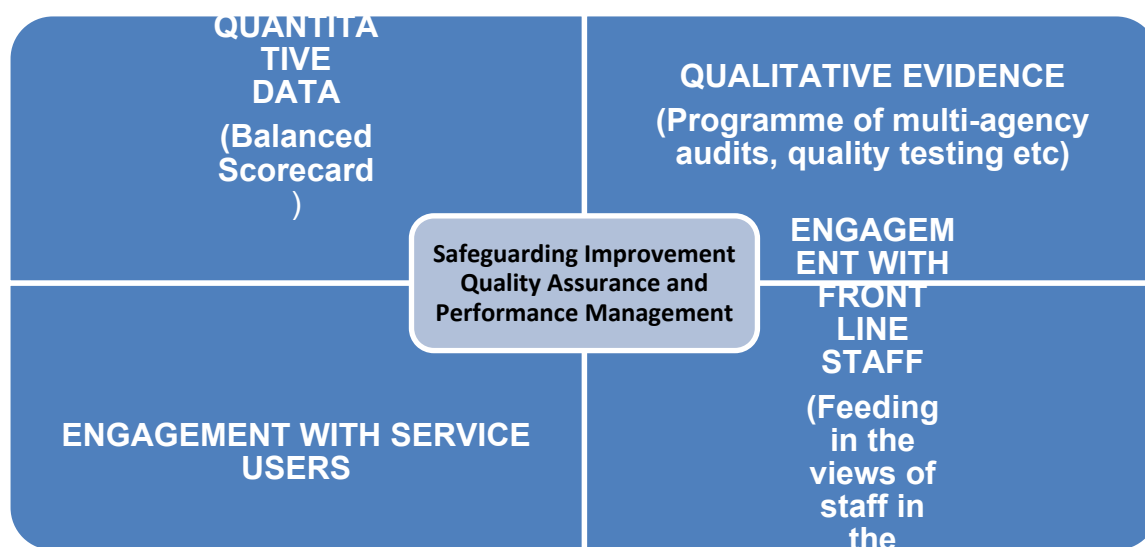 QUANTITA
TIVE
DATA
(Balanced
Scorecard
)
QUALITATIVE EVIDENCE
(Programme of multi-agency
audits, quality testing etc)
Safeguarding Improvement
Quality Assurance and
Performance Management
ENGAGEMENT WITH SERVICE
USERS
ENGAGEM
ENT WITH
FRONT
LINE
STAFF
(Feeding
in the
views of
staff in
the